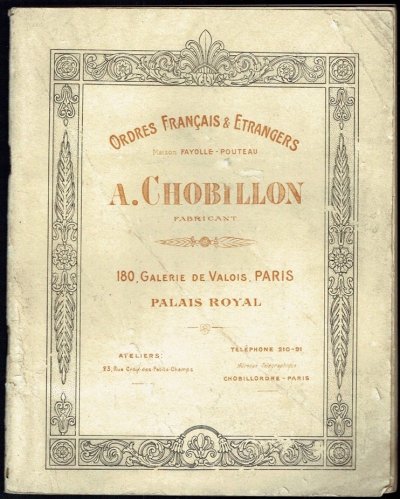 ORDRES FRANÇAIS & ETRANGERS
Maison FAYOLLE-POUTEAU
A. CHOBILLON
FABRICANT
180, GALERIE DE VALOIS, PARIS
PALAIS ROYAL
ATELIERS:
23, Rue Croix des Petits-Champs
TÉLÉPHONE 210-91
Adresse Télégraphique
CHOBILLORDRE-PARIS